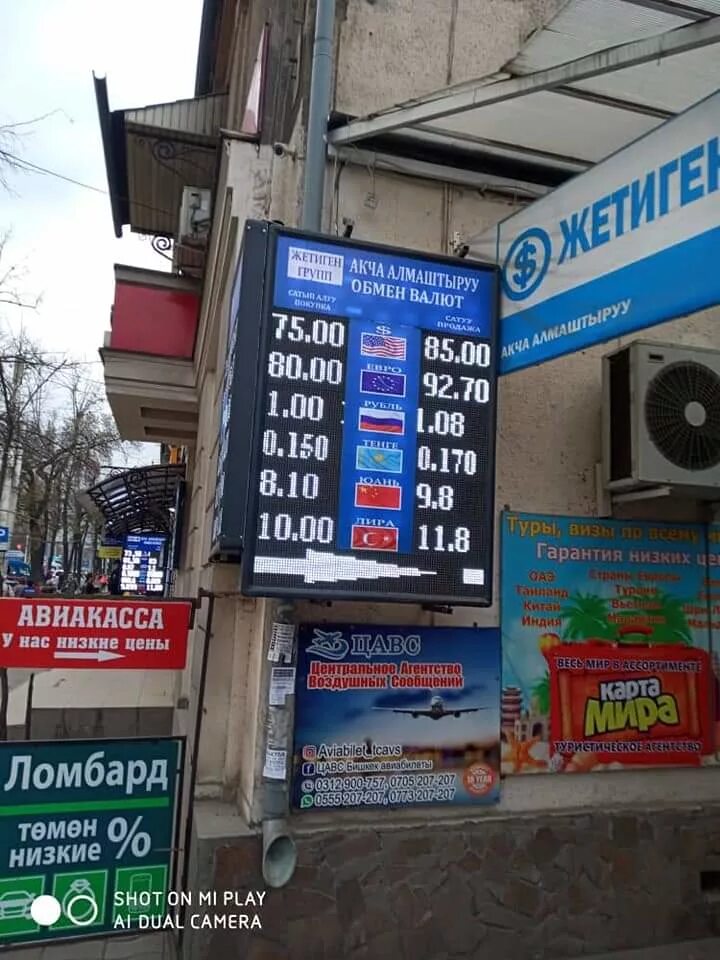 ЖЕТИГЕН
ГРУПП
АКЧА АЛМАШТЫРУУ
ОБМЕН ВАЛЮТ
САТЫП АЛУУ
ПОКУПКА
САТУУ
ПРОДАЖА
75.00 $ 85.00
80.00 ЕВРО 92.70
1.00 РУБЛЬ 1.08
0.150 ТЕНГЕ 0.170
8.10 ЮАНЬ 9.8
10.00 ЛИРА 11.8
$ ЖЕТИГЕН
АКЧА АЛМАШТЫРУУ
АВИАКАССА
У нас низкие цены
Ломбард
төмөн
низкие %
ЦАВС
Центральное Агентство
Воздушных Сообщений
Aviabilet_tcavs
ЦАВС Бишкек авиабилеты
0312 900-757, 0705 207-207
0555 207-207, 0773 207-207
Туры, визы по всему
Гарантия низких
ОАЭ
Таиланд
Китай
Индия
Страны Европы
Турция
ВЕСЬ МИР В АССОРТИМЕНТЕ
карта
мира
ТУРИСТИЧЕСКОЕ АГЕНТСТВО
SHOT ON MI PLAY
AI DUAL CAMERA